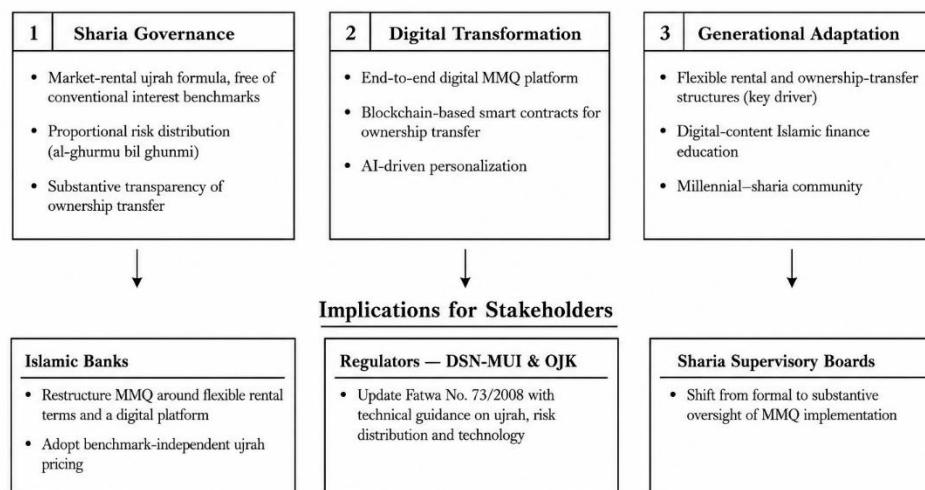 1 Sharia Governance
• Market-rental ujrah formula, free of
conventional interest benchmarks
• Proportional risk distribution
(al-ghurmu bil ghunmi)
• Substantive transparency of
ownership transfer
2 Digital Transformation
• End-to-end digital MMQ platform
• Blockchain-based smart contracts for
ownership transfer
• AI-driven personalization
3 Generational Adaptation
• Flexible rental and ownership-transfer
structures (key driver)
• Digital-content Islamic finance
education
• Millennial–sharia community
Implications for Stakeholders
Islamic Banks
• Restructure MMQ around flexible rental
terms and a digital platform
• Adopt benchmark-independent ujrah
pricing
Regulators — DSN-MUI & OJK
• Update Fatwa No. 73/2008 with
technical guidance on ujrah, risk
distribution and technology
Sharia Supervisory Boards
• Shift from formal to substantive
oversight of MMQ implementation